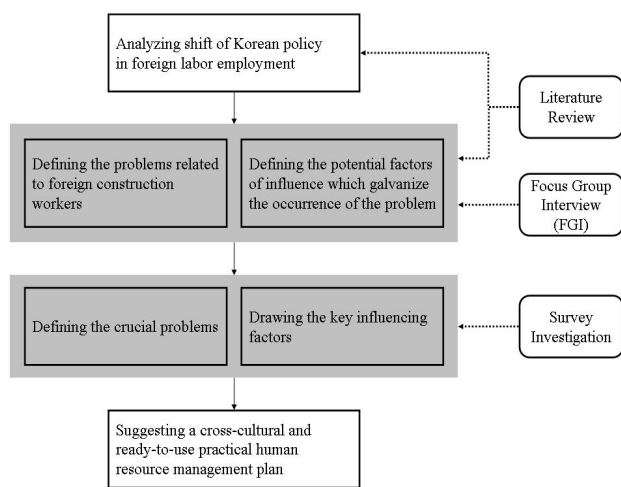 Analyzing shift of Korean policy
in foreign labor employment
Literature
Review
Defining the problems related
to foreign construction
workers
Defining the potential factors
of influence which galvanize
the occurrence of the problem
Focus Group
Interview
(FGI)
Defining the crucial problems
Drawing the key influencing
factors
Survey
Investigation
Suggesting a cross-cultural and
ready-to-use practical human
resource management plan